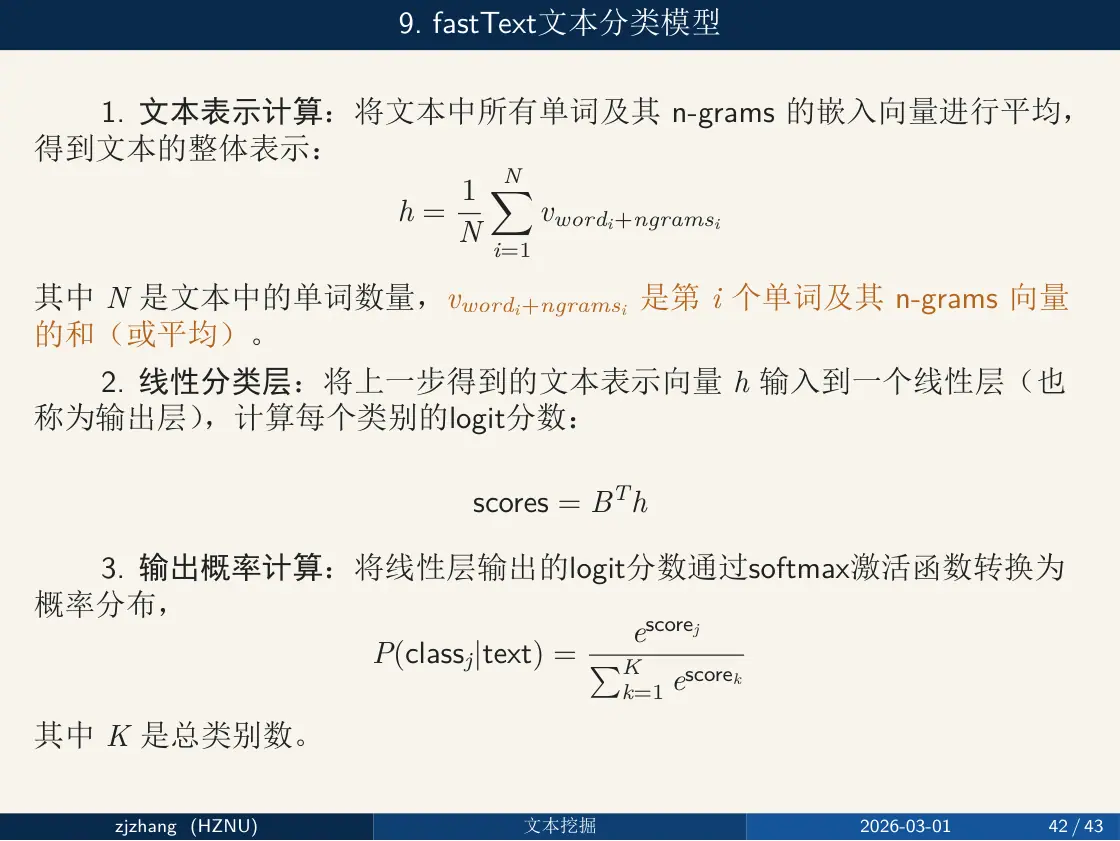 9. fastText文本分类模型
1. 文本表示计算：将文本中所有单词及其 n-grams 的嵌入向量进行平均，
得到文本的整体表示：
h = \frac{1}{N} \sum_{i=1}^{N} v_{word_i+ngrams_i}
其中 N 是文本中的单词数量，v_{word_i+ngrams_i} 是第 i 个单词及其 n-grams 向量
的和（或平均）。
2. 线性分类层：将上一步得到的文本表示向量 h 输入到一个线性层（也
称为输出层），计算每个类别的logit分数：
scores = B^T h
3. 输出概率计算：将线性层输出的logit分数通过softmax激活函数转换为
概率分布，
P(class_j|text) = \frac{e^{score_j}}{\sum_{k=1}^{K} e^{score_k}}
其中 K 是总类别数。
zjzhang (HZNU) 文本挖掘 2026-03-01 42 / 43